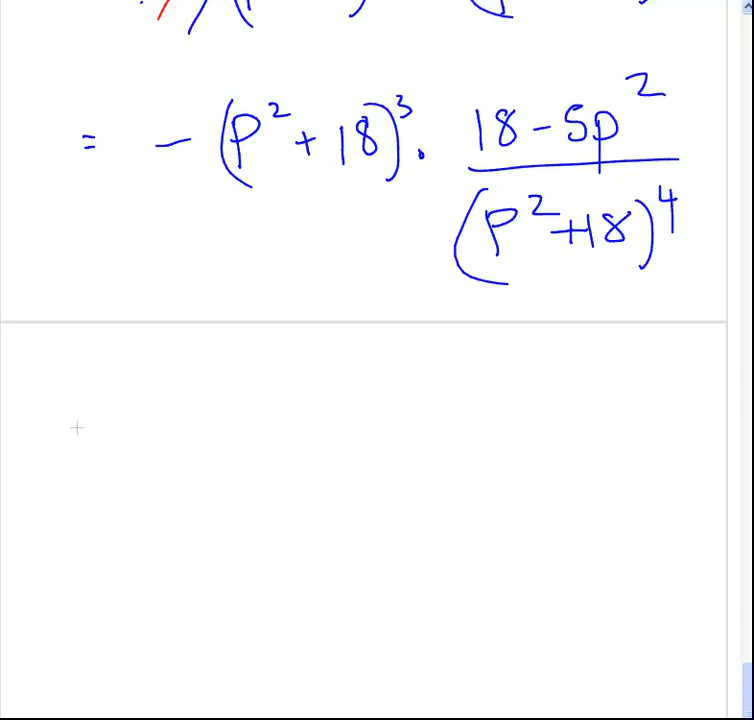 = - (p² + 18)³ · (18 - 5p²) / (p² + 18)⁴